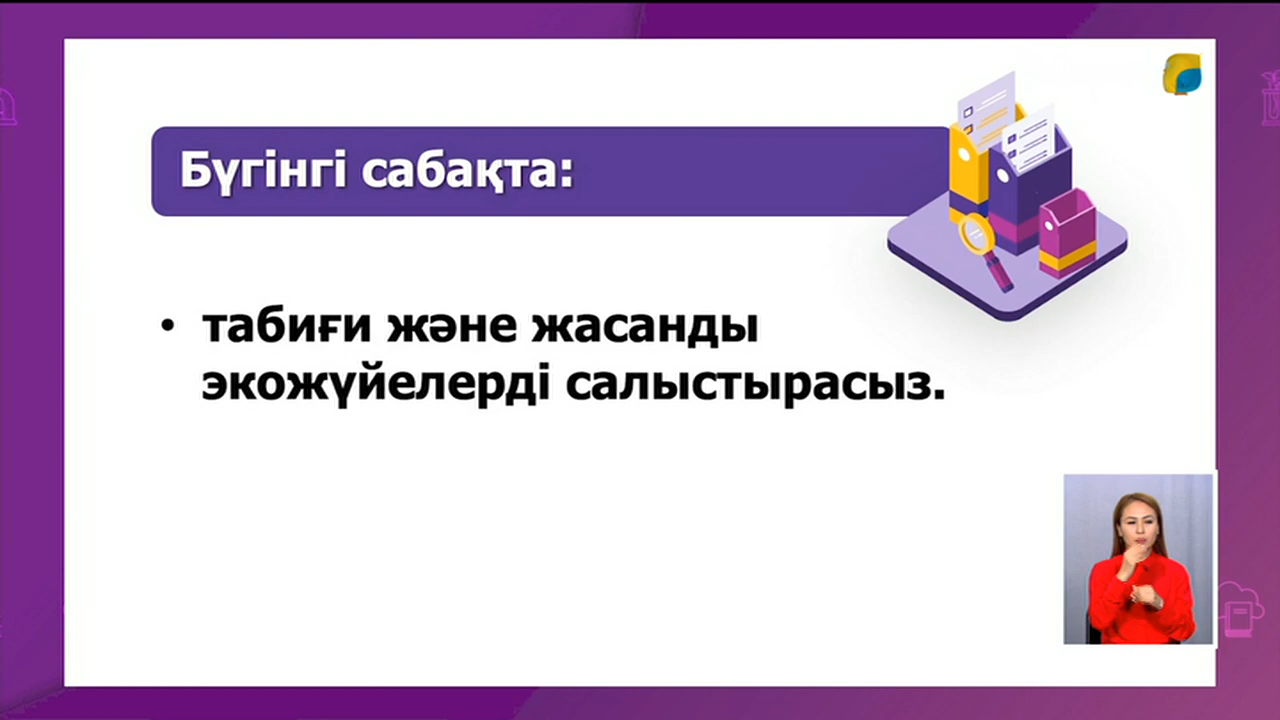 Бүгінгі сабақта:
• табиғи және жасанды
экожүйелерді салыстырасыз.